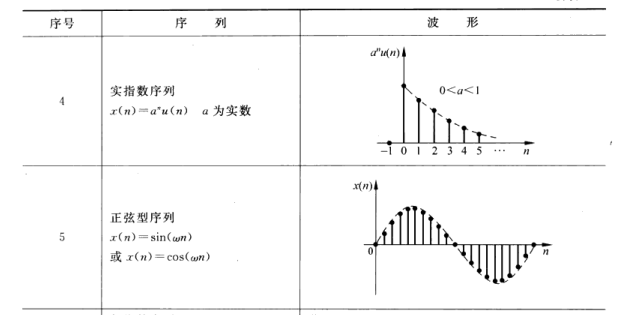 序号 序 列 波 形
4
实指数序列
x(n)=aⁿu(n) a 为实数
aⁿu(n)
0<a<1
-1 0 1 2 3 4 5 … n
5
正弦型序列
x(n)=sin(ωn)
或 x(n)=cos(ωn)
x(n)
0 n